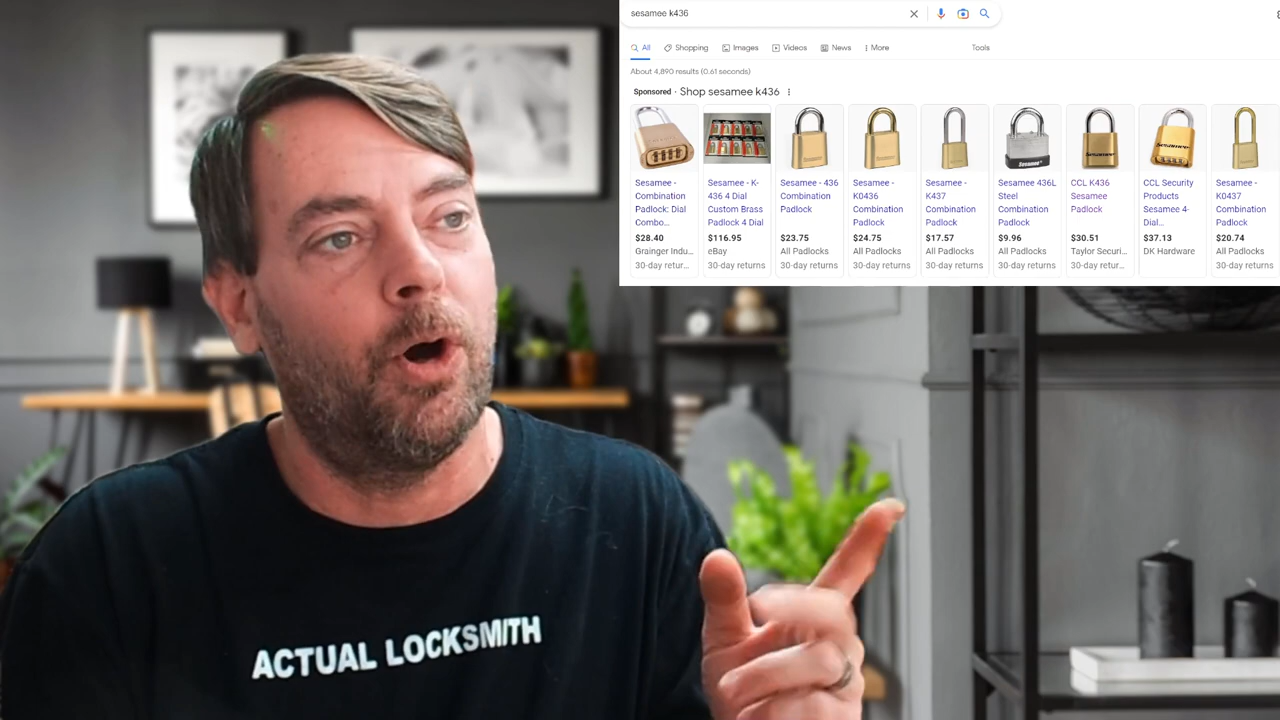 sesamee k436
All
Shopping
Images
Videos
News
More
Tools
About 4,890 results (0.61 seconds)
Sponsored · Shop sesamee k436
Sesamee -
Combination
Padlock: Dial
Combo...
$28.40
Grainger Indu...
30-day retur...
Sesamee - K-
436 4 Dial
Custom Brass
Padlock 4 Dial
$116.95
eBay
30-day returns
Sesamee - 436
Combination
Padlock
$23.75
All Padlocks
30-day returns
Sesamee -
K0436
Combination
Padlock
$24.75
All Padlocks
30-day returns
Sesamee -
K437
Combination
Padlock
$17.57
All Padlocks
30-day returns
Sesamee®
Sesamee 436L
Steel
Combination
Padlock
$9.96
All Padlocks
30-day returns
Sesamee
CCL K436
Sesamee
Padlock
$30.51
Taylor Securi...
30-day returns
Sesamee
CCL Security
Products
Sesamee 4-
Dial...
$37.13
DK Hardware
Sesamee -
K0437
Combination
Padlock
$20.74
All Padlocks
30-day returns
ACTUAL LOCKSMITH